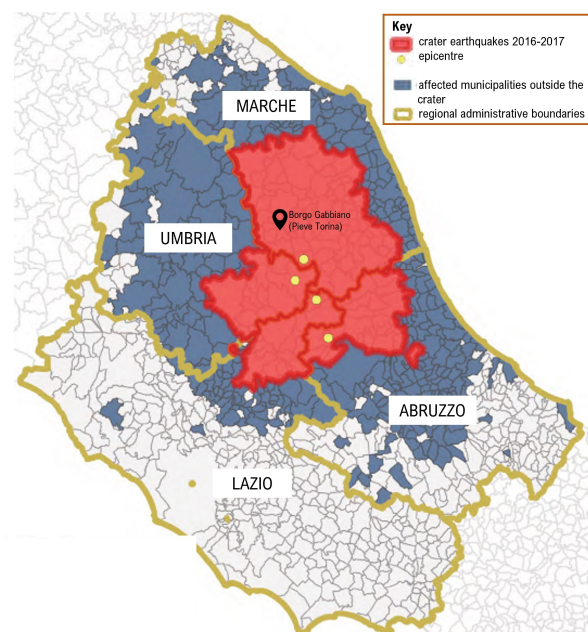 Key
crater earthquakes 2016-2017
epicentre
affected municipalities outside the
crater
regional administrative boundaries
MARCHE
Borgo Gabbiano
(Pieve Torina)
UMBRIA
ABRUZZO
LAZIO